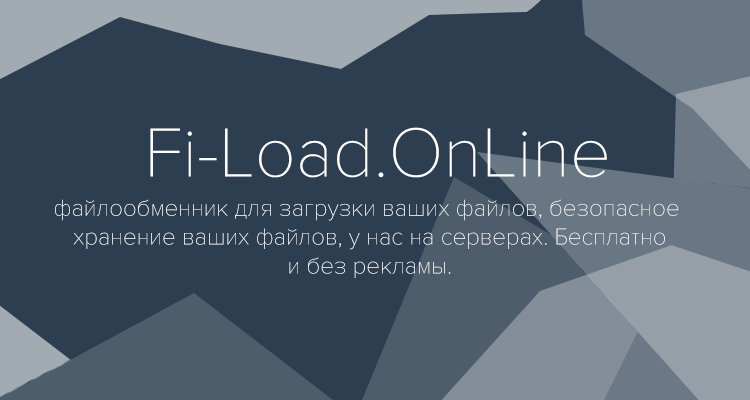 Fi-Load.OnLine
файлообменник для загрузки ваших файлов, безопасное
хранение ваших файлов, у нас на серверах. Бесплатно
и без рекламы.